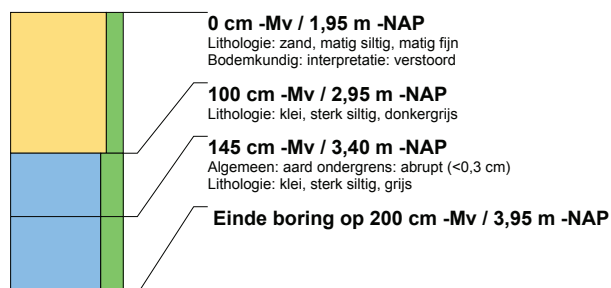 0 cm -Mv / 1,95 m -NAP
Lithologie: zand, matig siltig, matig fijn
Bodemkundig: interpretatie: verstoord
100 cm -Mv / 2,95 m -NAP
Lithologie: klei, sterk siltig, donkergrijs
145 cm -Mv / 3,40 m -NAP
Algemeen: aard ondergrens: abrupt (<0,3 cm)
Lithologie: klei, sterk siltig, grijs
Einde boring op 200 cm -Mv / 3,95 m -NAP